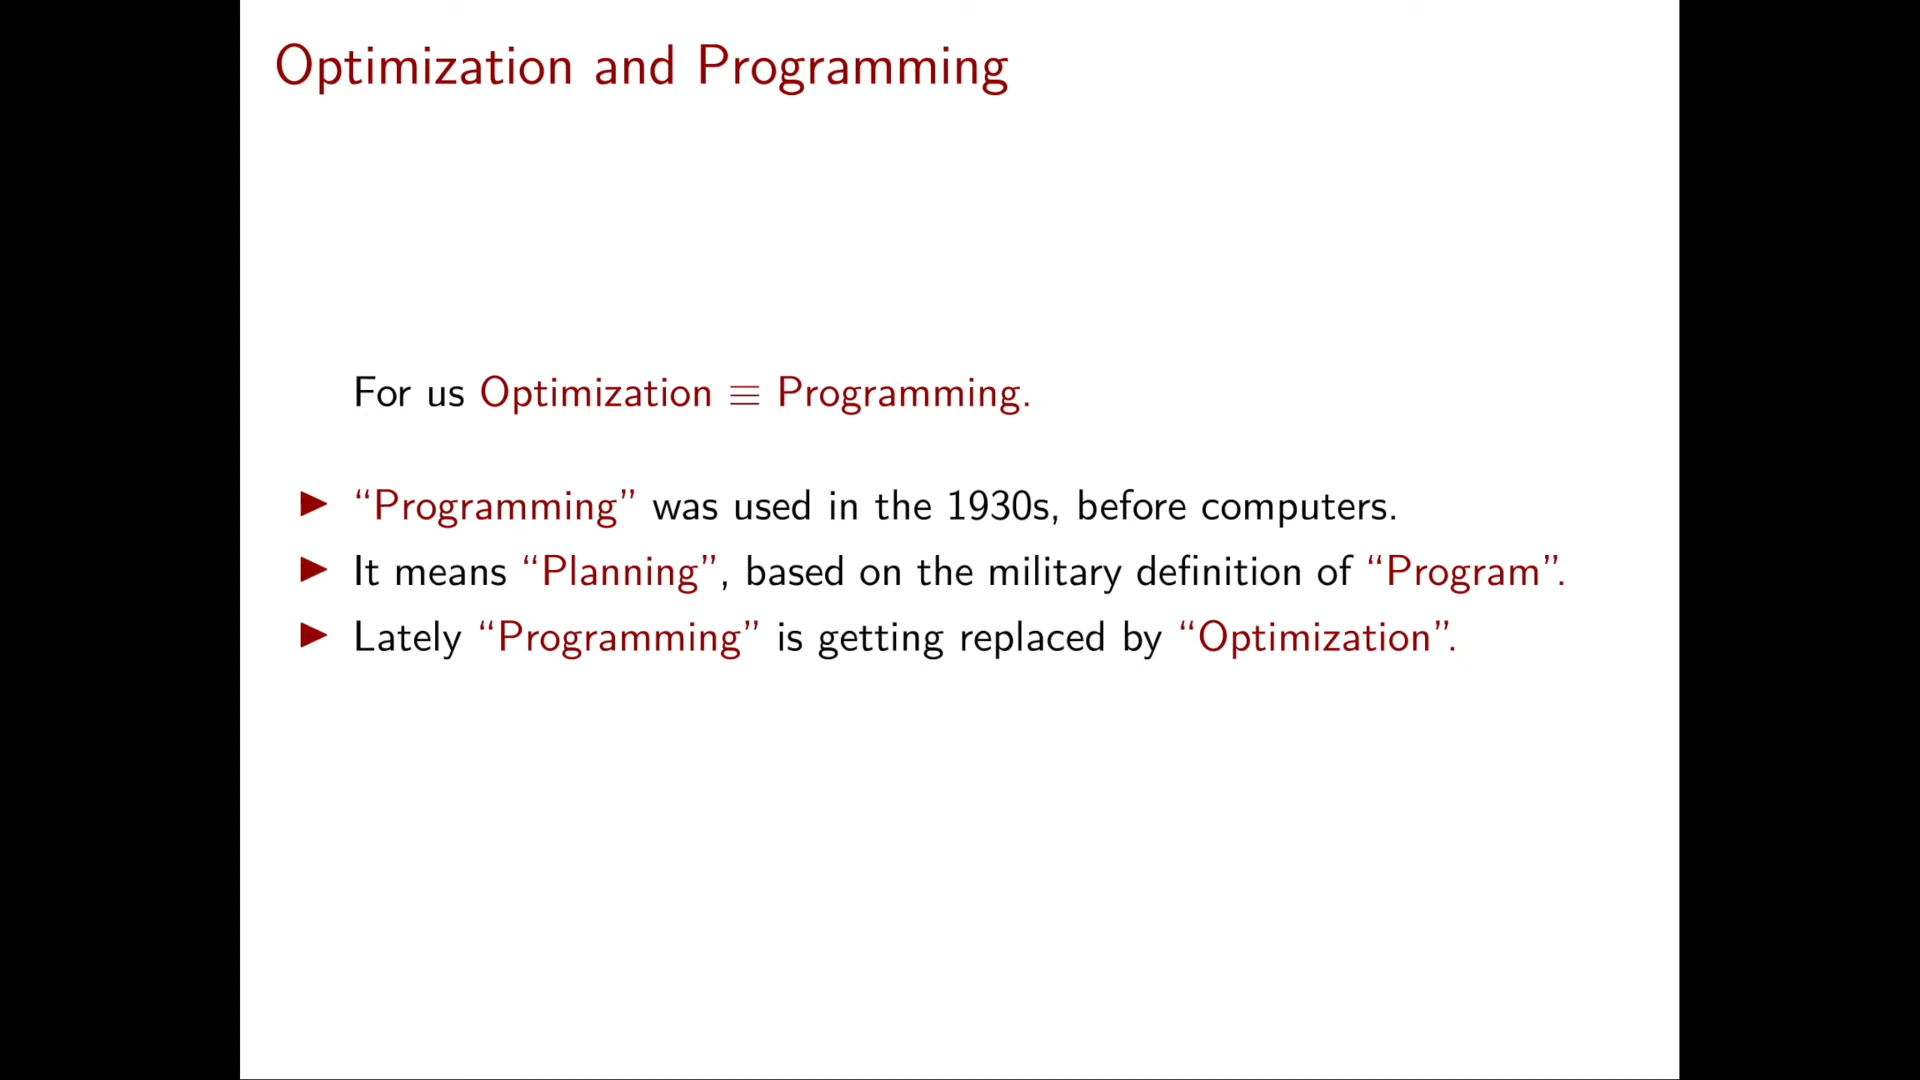 Optimization and Programming
For us Optimization ≡ Programming.
▶ “Programming” was used in the 1930s, before computers.
▶ It means “Planning”, based on the military definition of “Program”.
▶ Lately “Programming” is getting replaced by “Optimization”.